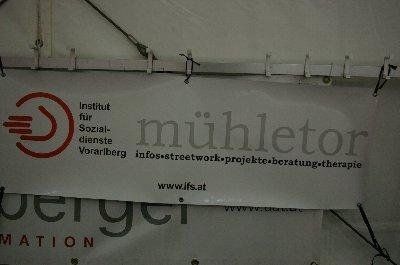 Institut
für
Sozial-
dienste
Vorarlberg
mühletor
infos•streetwork•projekte•beratung•therapie
www.ifs.at
berger
MATION